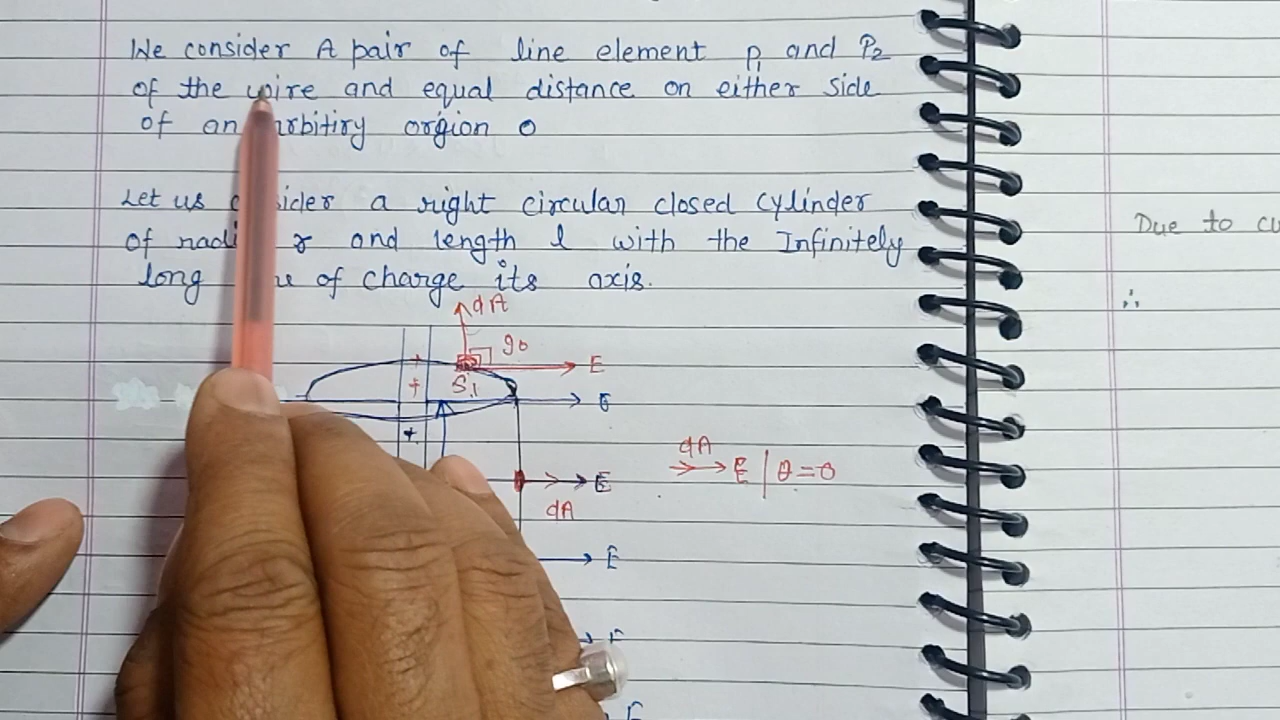 We consider A pair of line element P1 and P2
of the wire and equal distance on either side
of an orgion o
Let us a right circular closed cylinder
of r and length l with the Infinitely
long of charge its axis.
dA
90
+ E
+ S1
E
+
dA
E | θ=0
E
dA
E
E
E
Due to
∴